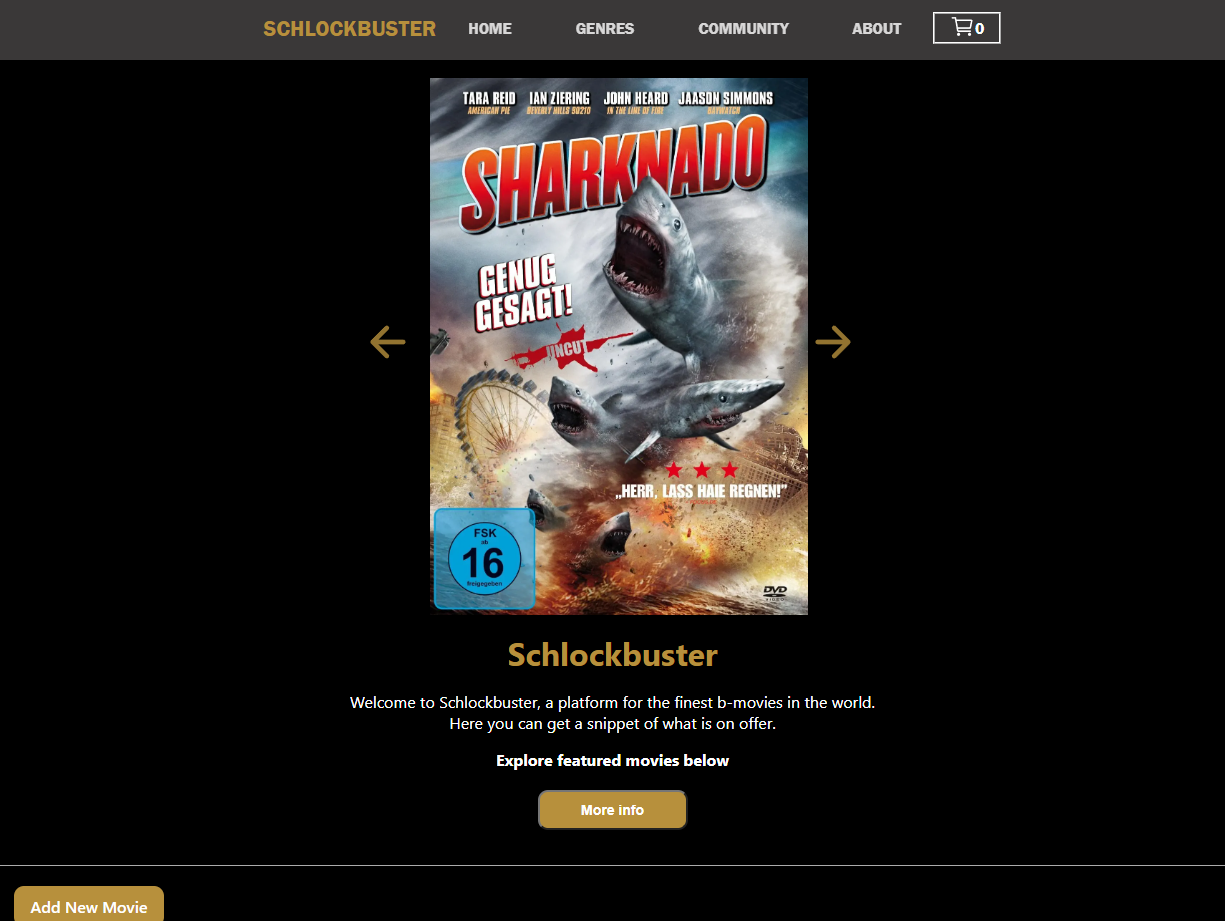 SCHLOCKBUSTER HOME GENRES COMMUNITY ABOUT 0
TARA REID IAN ZIERING JOHN HEARD JAASON SIMMONS
AMERICAN PIE BEVERLY HILLS 90210 IN THE LINE OF FIRE BAYWATCH
SHARKNADO
GENUG
GESAGT!
UNCUT
„HERR, LASS HAIE REGNEN!”
FSK
ab
16
freigegeben
DVD
VIDEO
Schlockbuster
Welcome to Schlockbuster, a platform for the finest b-movies in the world.
Here you can get a snippet of what is on offer.
Explore featured movies below
More info
Add New Movie